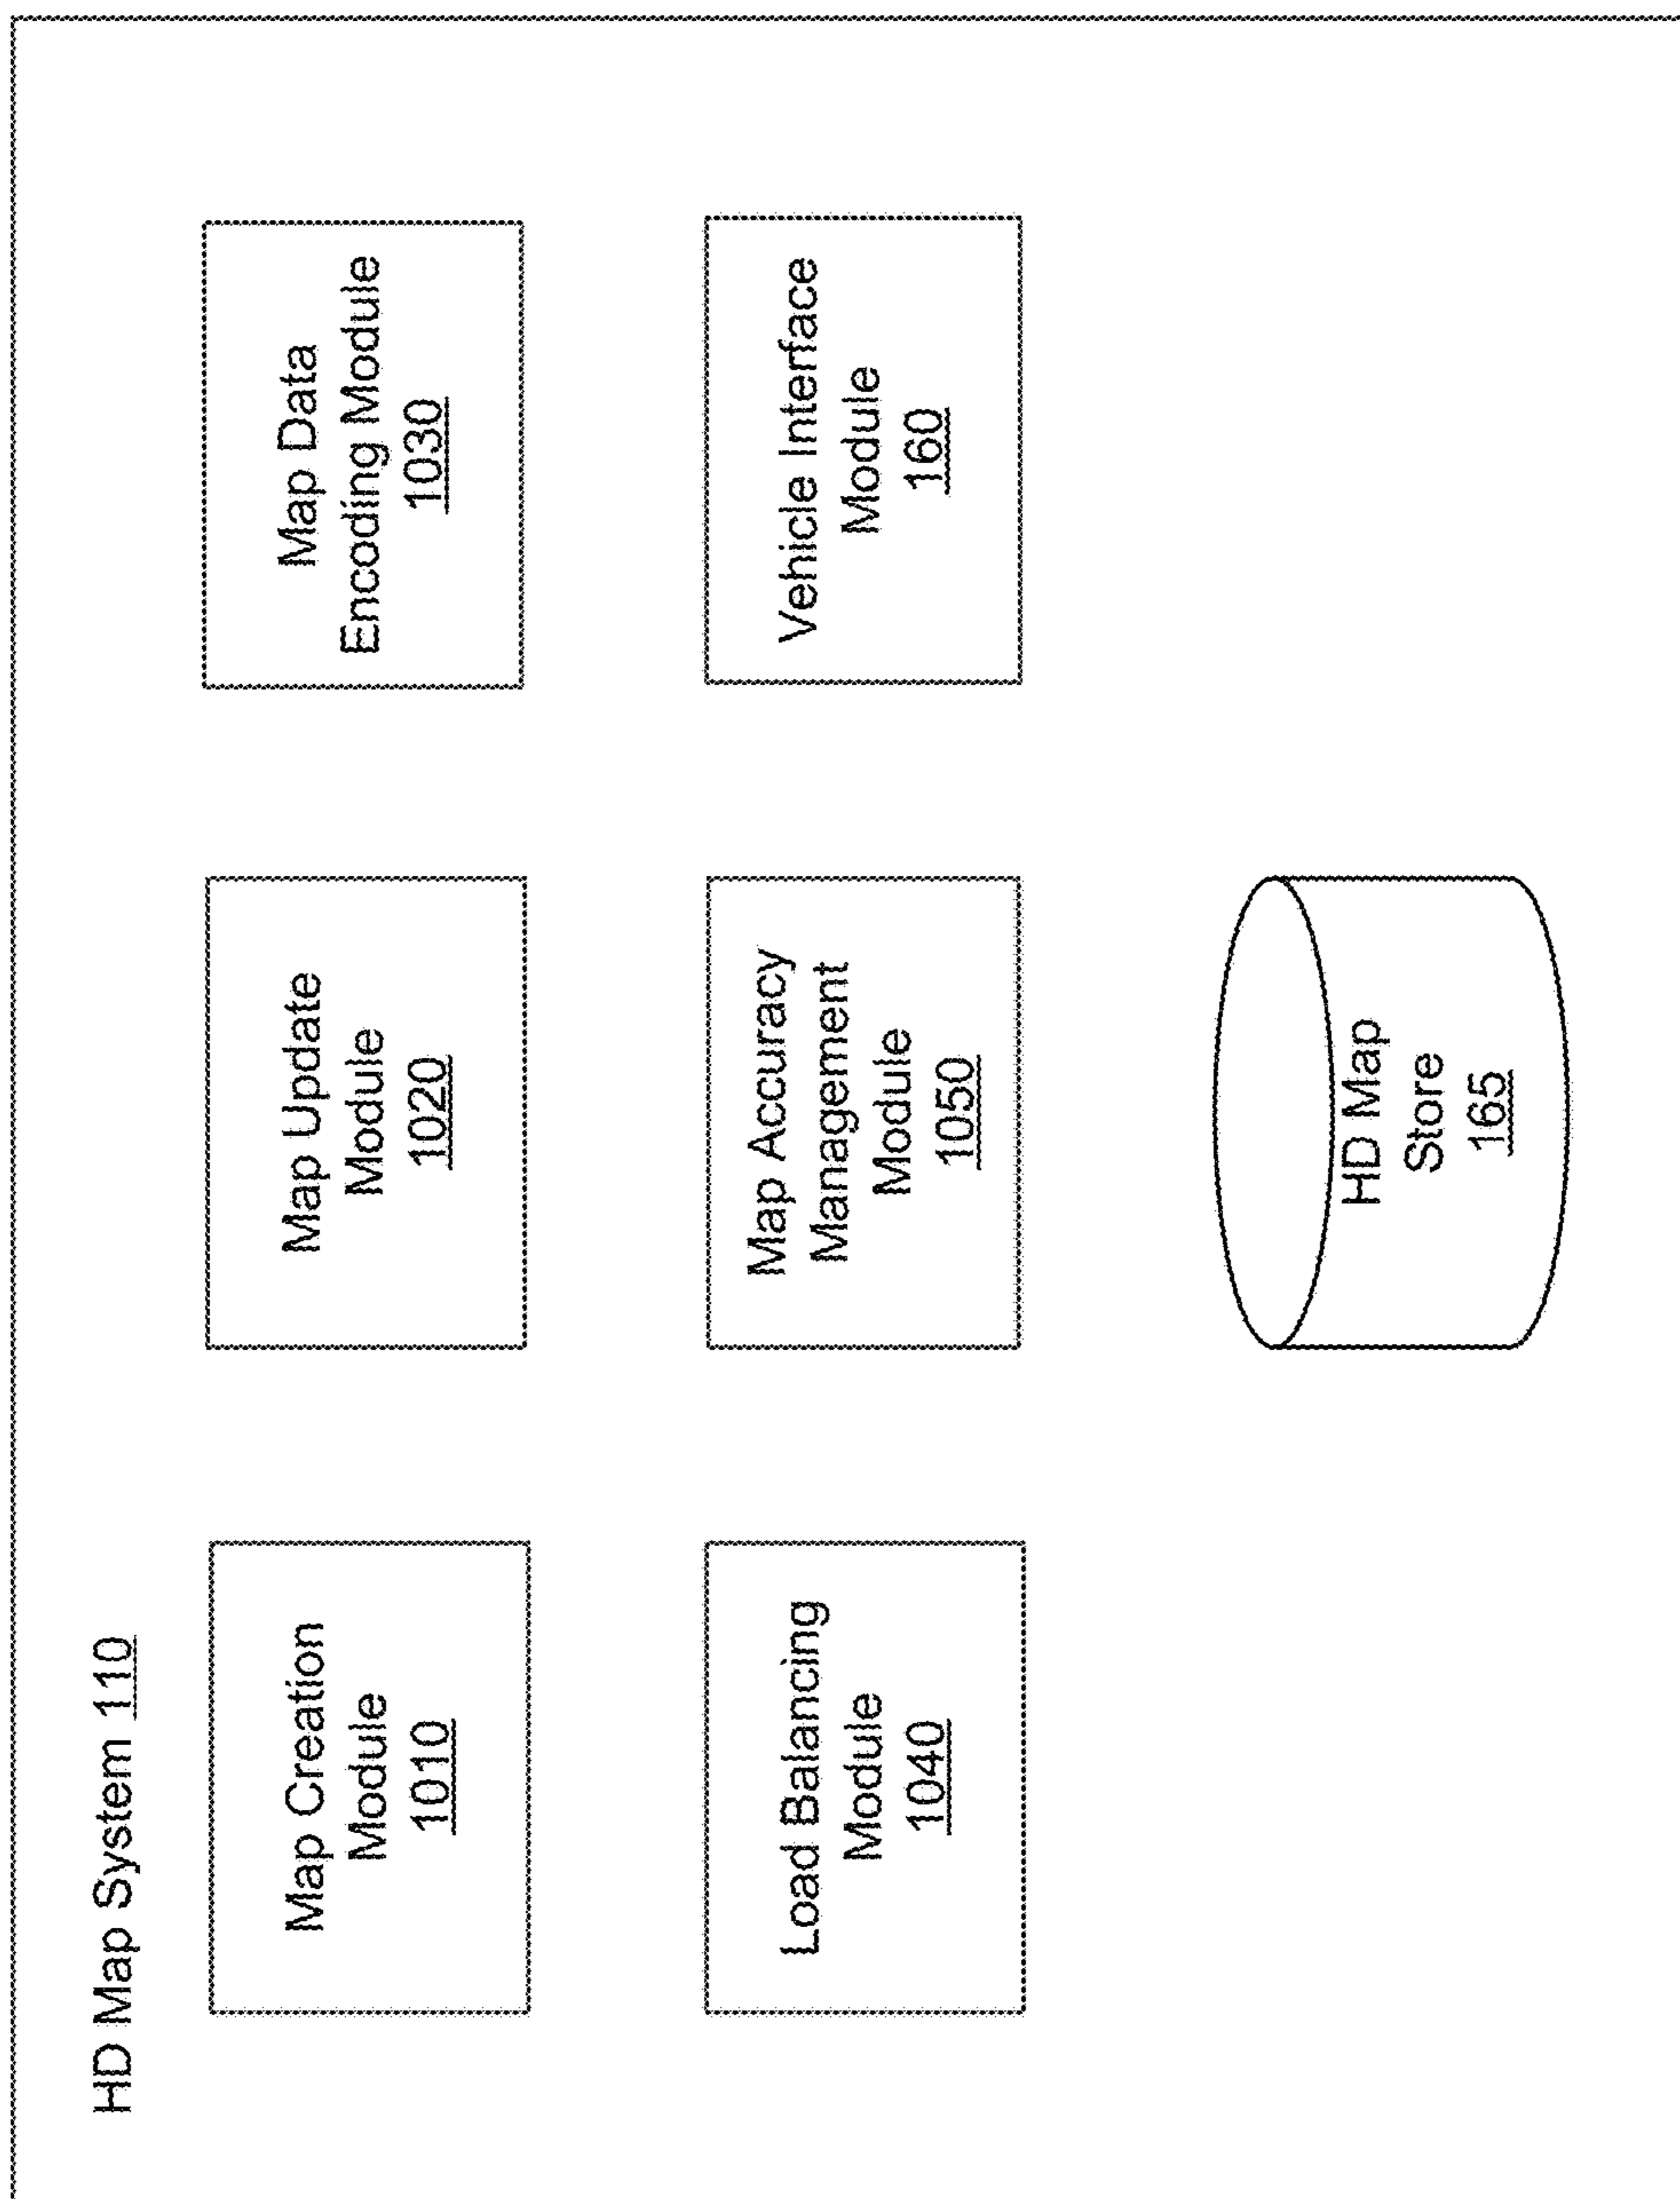 HD Map System 110
Map Creation
Module
1010
Map Update
Module
1020
Map Data
Encoding Module
1030
Load Balancing
Module
1040
Map Accuracy
Management
Module
1050
Vehicle Interface
Module
160
HD Map
Store
165